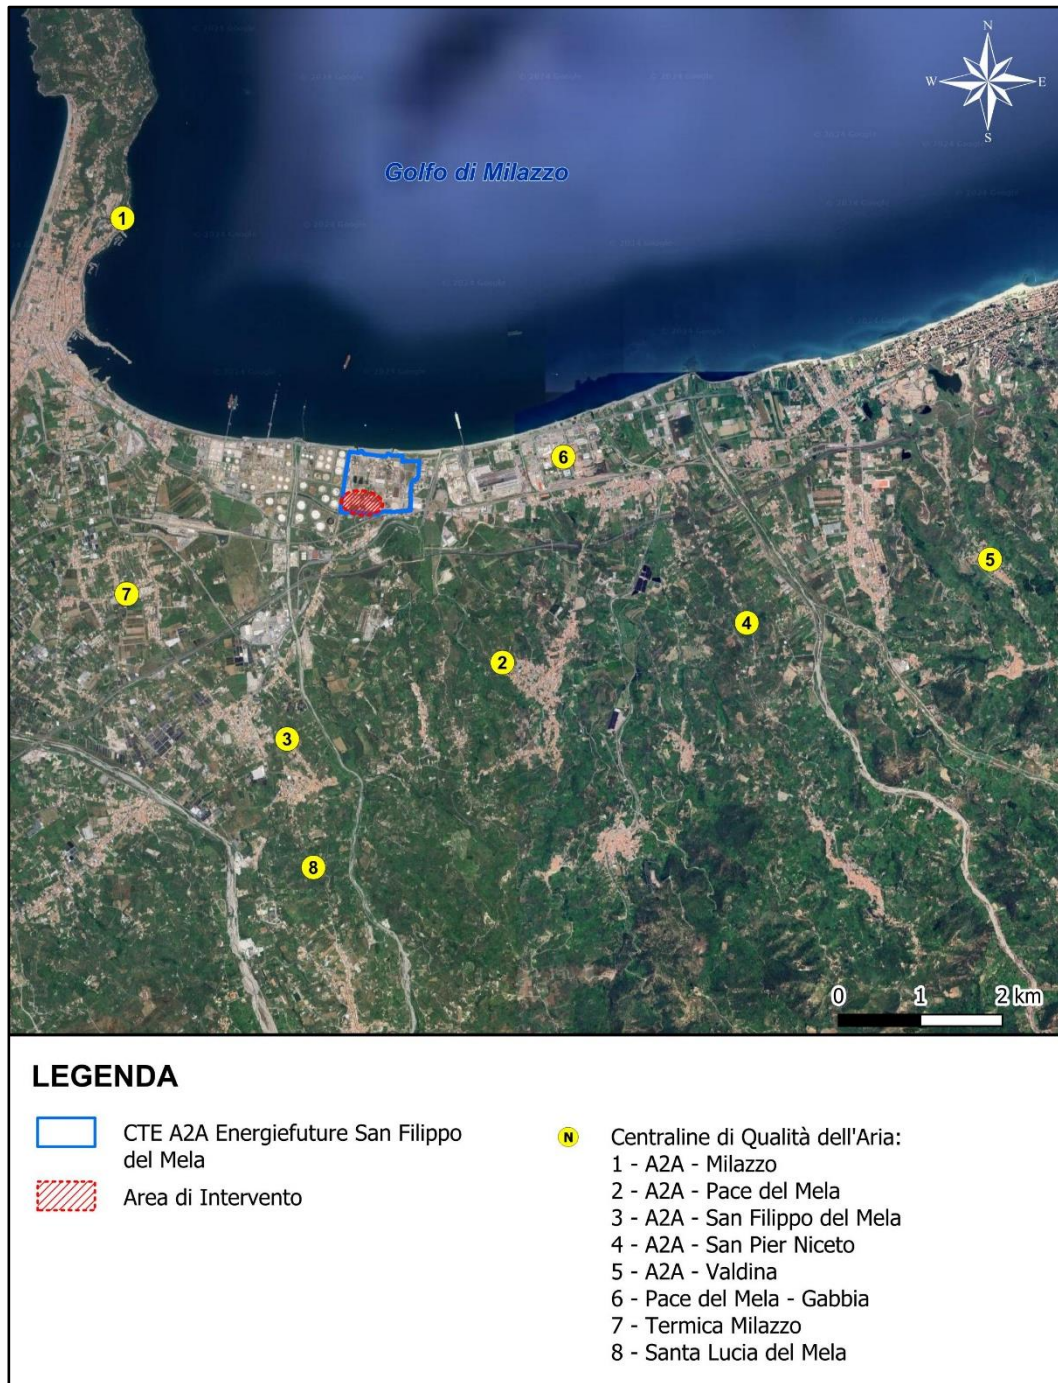 N
W
E
S
© 2024 Google
Golfo di Milazzo
1
6
5
7
4
2
3
8
0 1 2 km
LEGENDA
CTE A2A Energiefuture San Filippo
del Mela
Area di Intervento
N
Centraline di Qualità dell'Aria:
1 - A2A - Milazzo
2 - A2A - Pace del Mela
3 - A2A - San Filippo del Mela
4 - A2A - San Pier Niceto
5 - A2A - Valdina
6 - Pace del Mela - Gabbia
7 - Termica Milazzo
8 - Santa Lucia del Mela